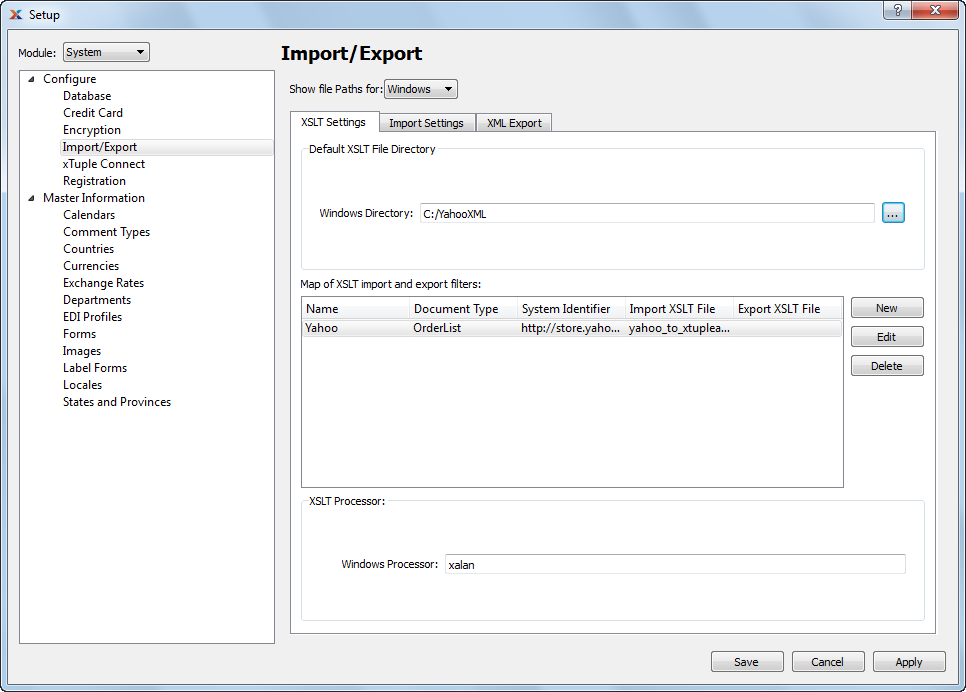 Setup
?
Module: System
Configure
Database
Credit Card
Encryption
Import/Export
xTuple Connect
Registration
Master Information
Calendars
Comment Types
Countries
Currencies
Exchange Rates
Departments
EDI Profiles
Forms
Images
Label Forms
Locales
States and Provinces
Import/Export
Show file Paths for: Windows
XSLT Settings Import Settings XML Export
Default XSLT File Directory
Windows Directory: C:/YahooXML ...
Map of XSLT import and export filters:
Name Document Type System Identifier Import XSLT File Export XSLT File
Yahoo OrderList http://store.yaho... yahoo_to_xtuplea...
New
Edit
Delete
XSLT Processor:
Windows Processor: xalan
Save Cancel Apply